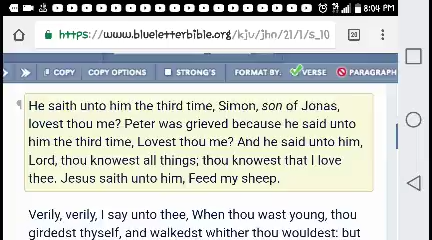 8:04 PM
https://www.blueletterbible.org/kjv/jhn/21/1/s_10
COPY COPY OPTIONS STRONG'S FORMAT BY. VERSE PARAGRAPH
¶ He saith unto him the third time, Simon, son of Jonas,
lovest thou me? Peter was grieved because he said unto
him the third time, Lovest thou me? And he said unto him,
Lord, thou knowest all things; thou knowest that I love
thee. Jesus saith unto him, Feed my sheep.
Verily, verily, I say unto thee, When thou wast young, thou
girdedst thyself, and walkedst whither thou wouldest: but